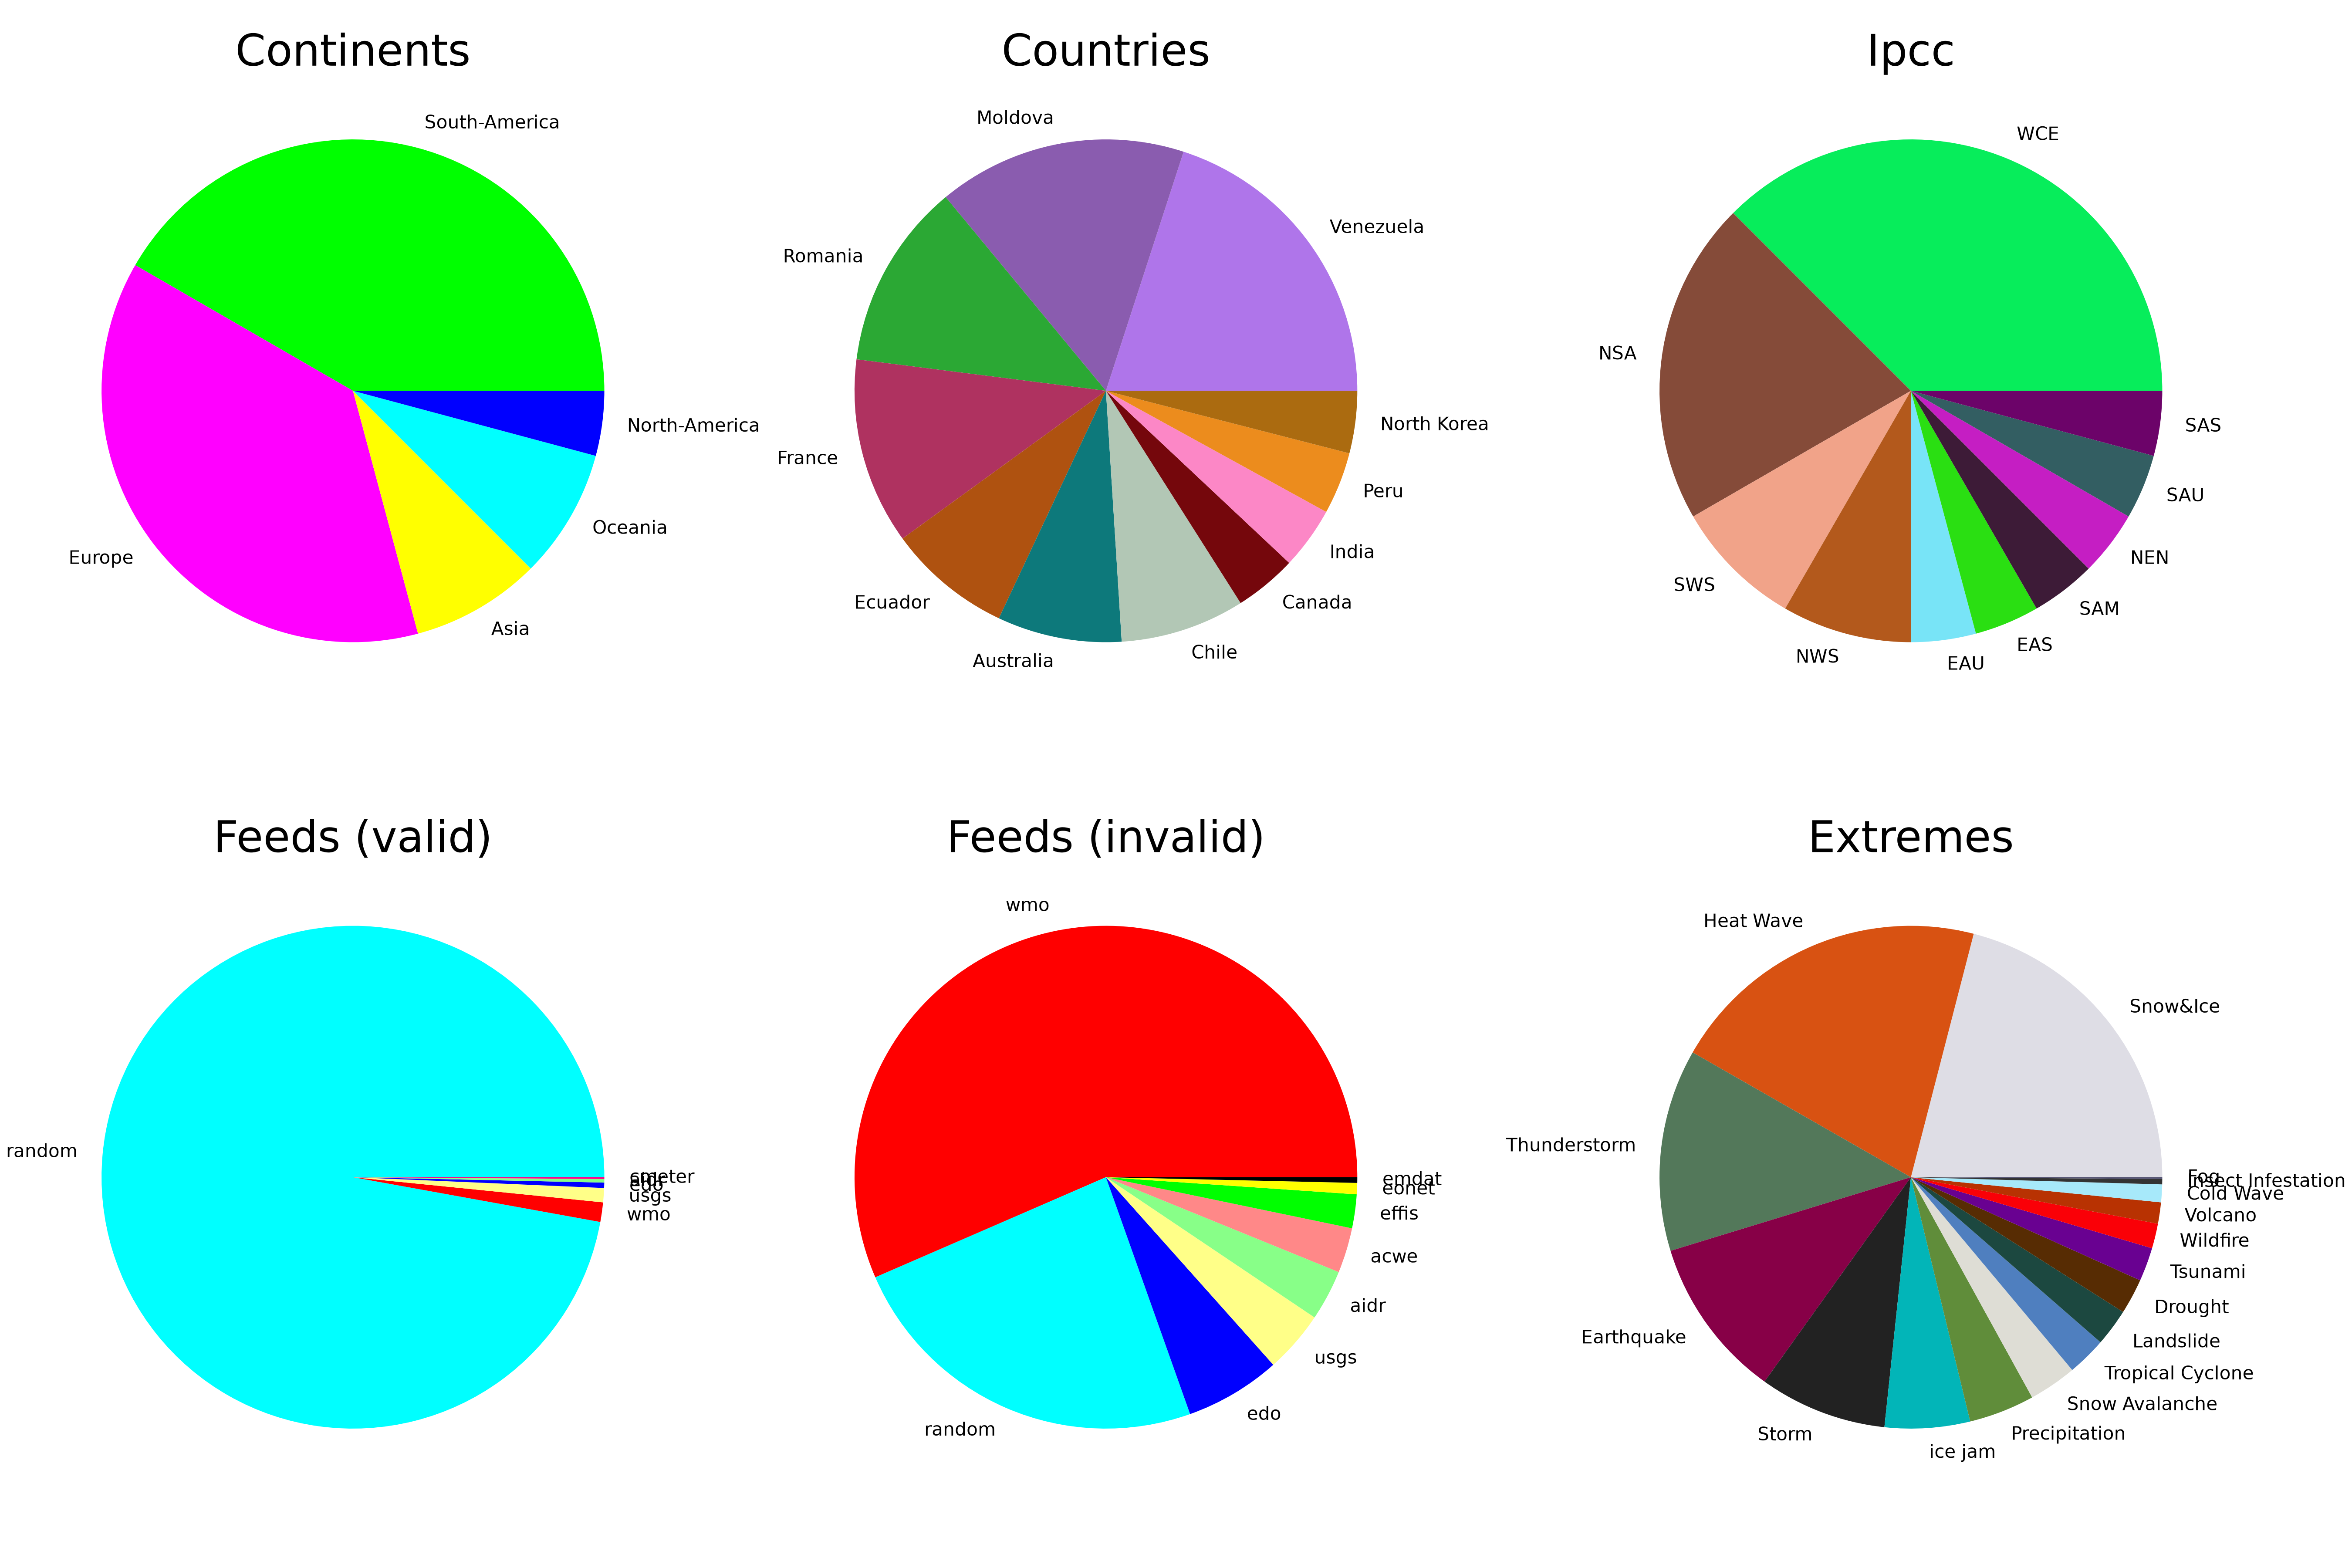 Continents
South-America
Europe
Asia
Oceania
North-America
Countries
Venezuela
Moldova
Romania
France
Ecuador
Australia
Chile
Canada
India
Peru
North Korea
Ipcc
WCE
NSA
SWS
NWS
EAU
EAS
SAM
NEN
SAU
SAS
Feeds (valid)
random
wmo
usgs
edo
Feeds (invalid)
wmo
random
edo
usgs
aidr
acwe
effis
eonet
emdat
Extremes
Snow&Ice
Heat Wave
Thunderstorm
Earthquake
Storm
ice jam
Precipitation
Snow Avalanche
Tropical Cyclone
Landslide
Drought
Tsunami
Wildfire
Volcano
Cold Wave
Insect Infestation
Fog